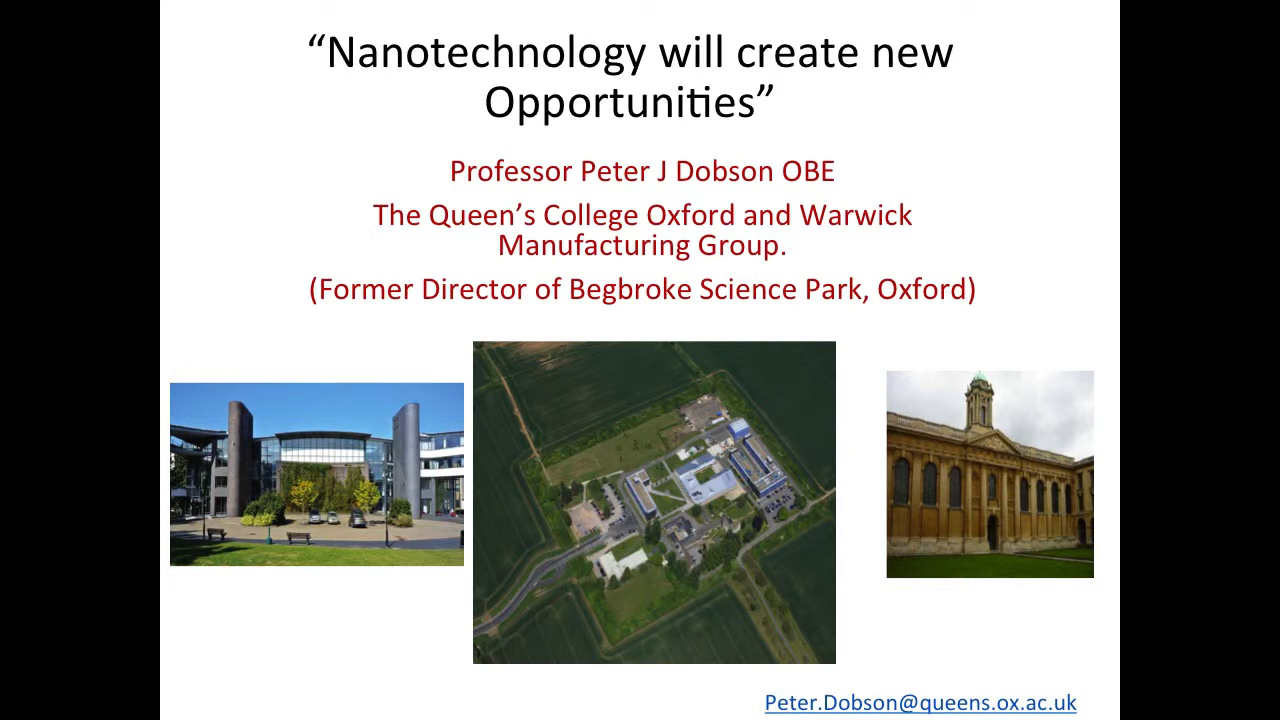 “Nanotechnology will create new
Opportunities”
Professor Peter J Dobson OBE
The Queen’s College Oxford and Warwick
Manufacturing Group.
(Former Director of Begbroke Science Park, Oxford)
Peter.Dobson@queens.ox.ac.uk